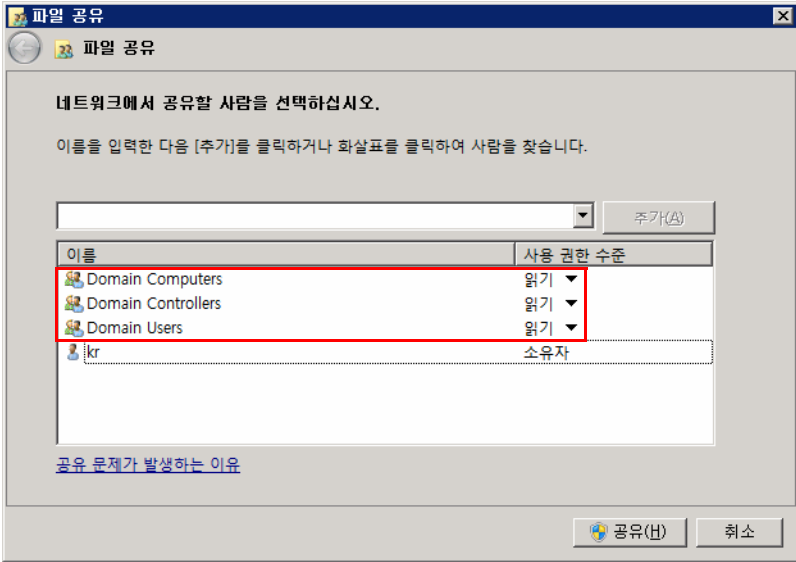 파일 공유
파일 공유
네트워크에서 공유할 사람을 선택하십시오.
이름을 입력한 다음 [추가]를 클릭하거나 화살표를 클릭하여 사람을 찾습니다.
추가(A)
이름 사용 권한 수준
Domain Computers 읽기
Domain Controllers 읽기
Domain Users 읽기
kr 소유자
공유 문제가 발생하는 이유
공유(H) 취소